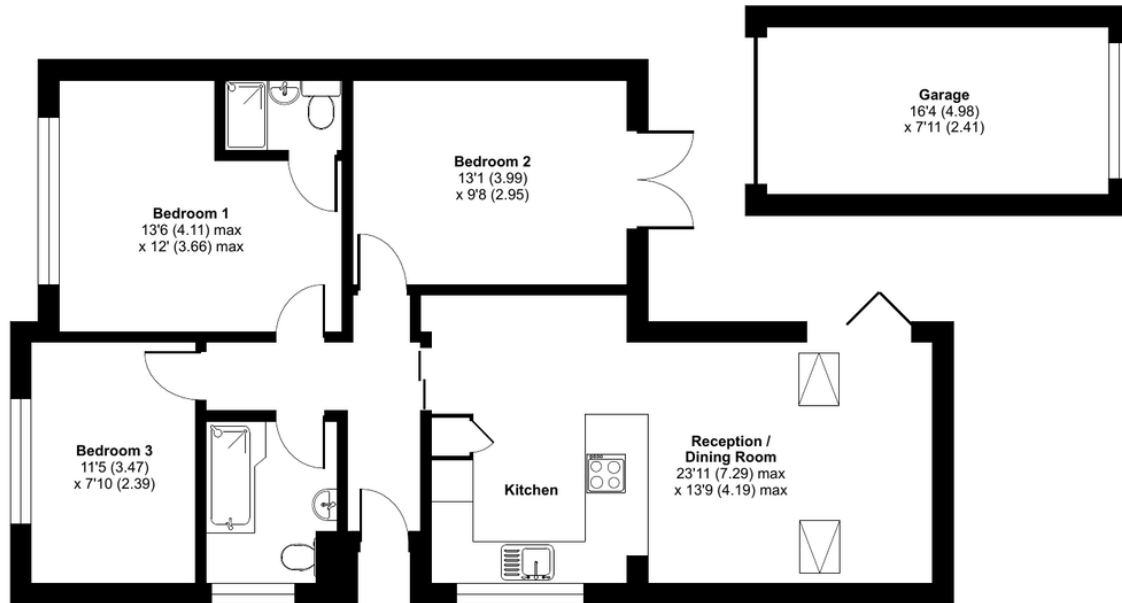 Garage
16'4 (4.98)
x 7'11 (2.41)
Bedroom 2
13'1 (3.99)
x 9'8 (2.95)
Bedroom 1
13'6 (4.11) max
x 12' (3.66) max
Bedroom 3
11'5 (3.47)
x 7'10 (2.39)
Kitchen
Reception /
Dining Room
23'11 (7.29) max
x 13'9 (4.19) max